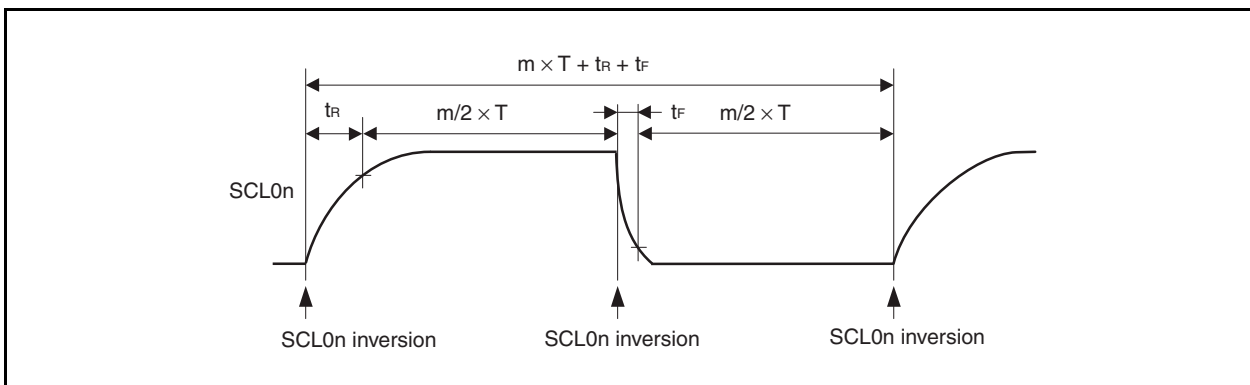 m × T + tR + tF
tR
m/2 × T
tF
m/2 × T
SCL0n
SCL0n inversion
SCL0n inversion
SCL0n inversion